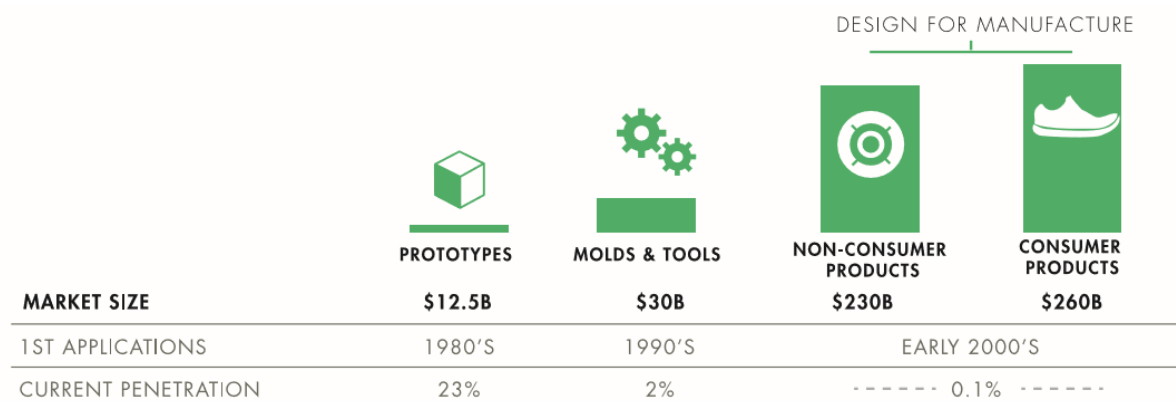 DESIGN FOR MANUFACTURE
PROTOTYPES
MOLDS & TOOLS
NON-CONSUMER
PRODUCTS
CONSUMER
PRODUCTS
MARKET SIZE $12.5B $30B $230B $260B
1ST APPLICATIONS 1980'S 1990'S EARLY 2000'S
CURRENT PENETRATION 23% 2% ------ 0.1% ------